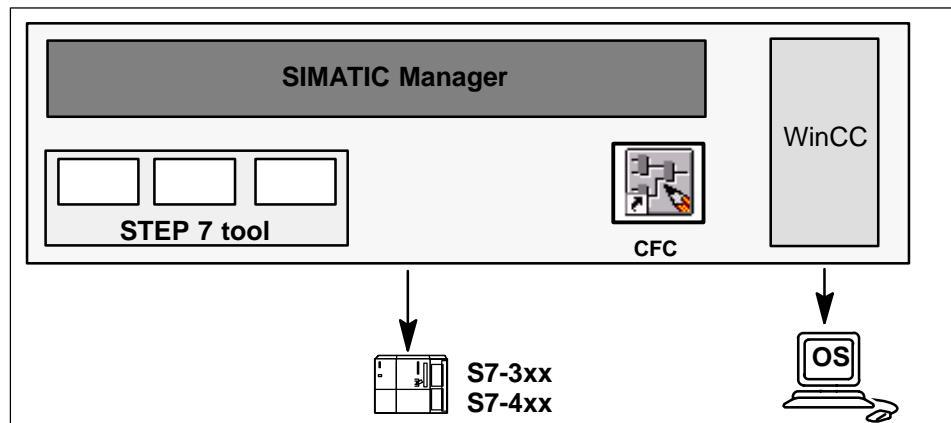 SIMATIC Manager
WinCC
STEP 7 tool
CFC
S7-3xx
S7-4xx
OS